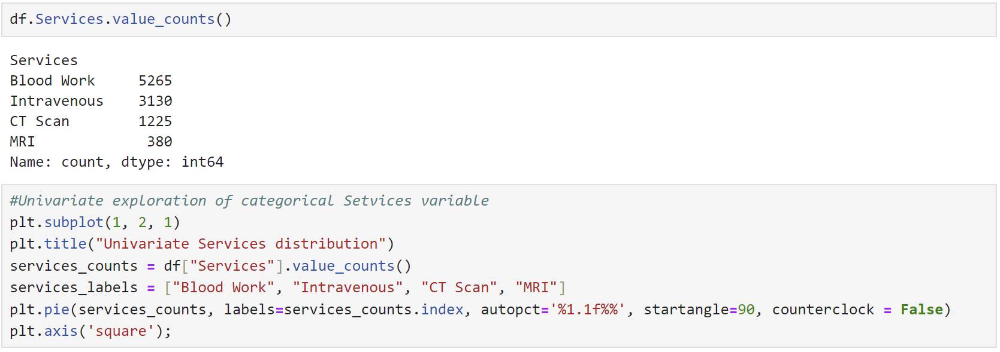 df.Services.value_counts()
Services
Blood Work     5265
Intravenous    3130
CT Scan        1225
MRI             380
Name: count, dtype: int64
#Univariate exploration of categorical Setvices variable
plt.subplot(1, 2, 1)
plt.title("Univariate Services distribution")
services_counts = df["Services"].value_counts()
services_labels = ["Blood Work", "Intravenous", "CT Scan", "MRI"]
plt.pie(services_counts, labels=services_counts.index, autopct='%1.1f%%', startangle=90, counterclock = False)
plt.axis('square');